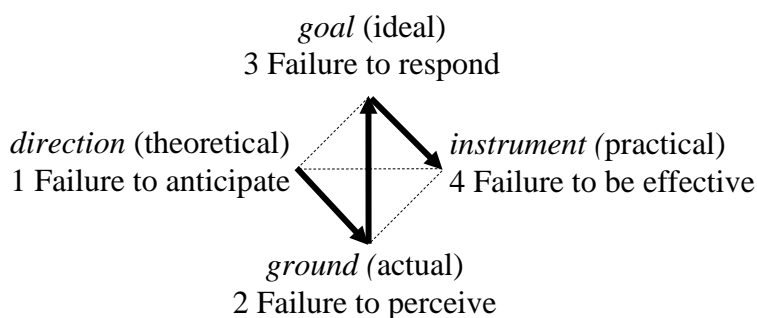 goal (ideal)
3 Failure to respond
direction (theoretical)
1 Failure to anticipate
instrument (practical)
4 Failure to be effective
ground (actual)
2 Failure to perceive